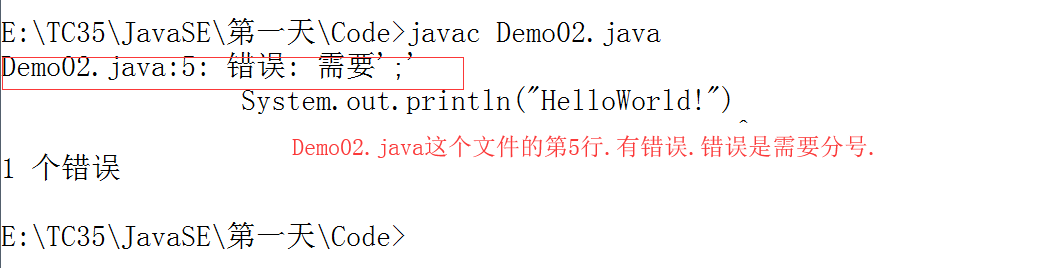 E:\TC35\JavaSE\第一天\Code>javac Demo02.java
Demo02.java:5: 错误: 需要';'
System.out.println("HelloWorld!")
^
Demo02.java这个文件的第5行.有错误.错误是需要分号.
1 个错误
E:\TC35\JavaSE\第一天\Code>